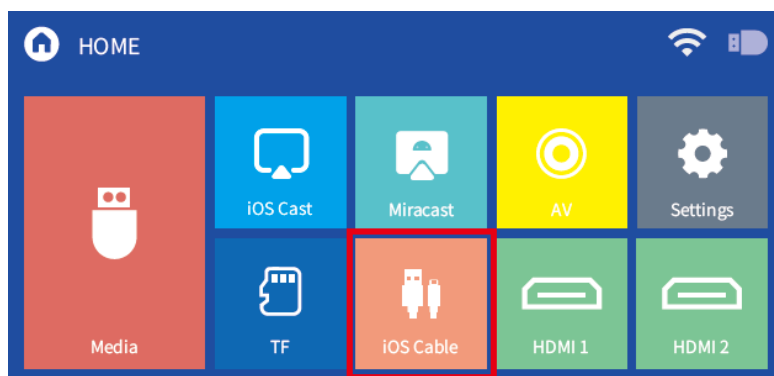 HOME
iOS Cast
Miracast
AV
Settings
Media
TF
iOS Cable
HDMI 1
HDMI 2